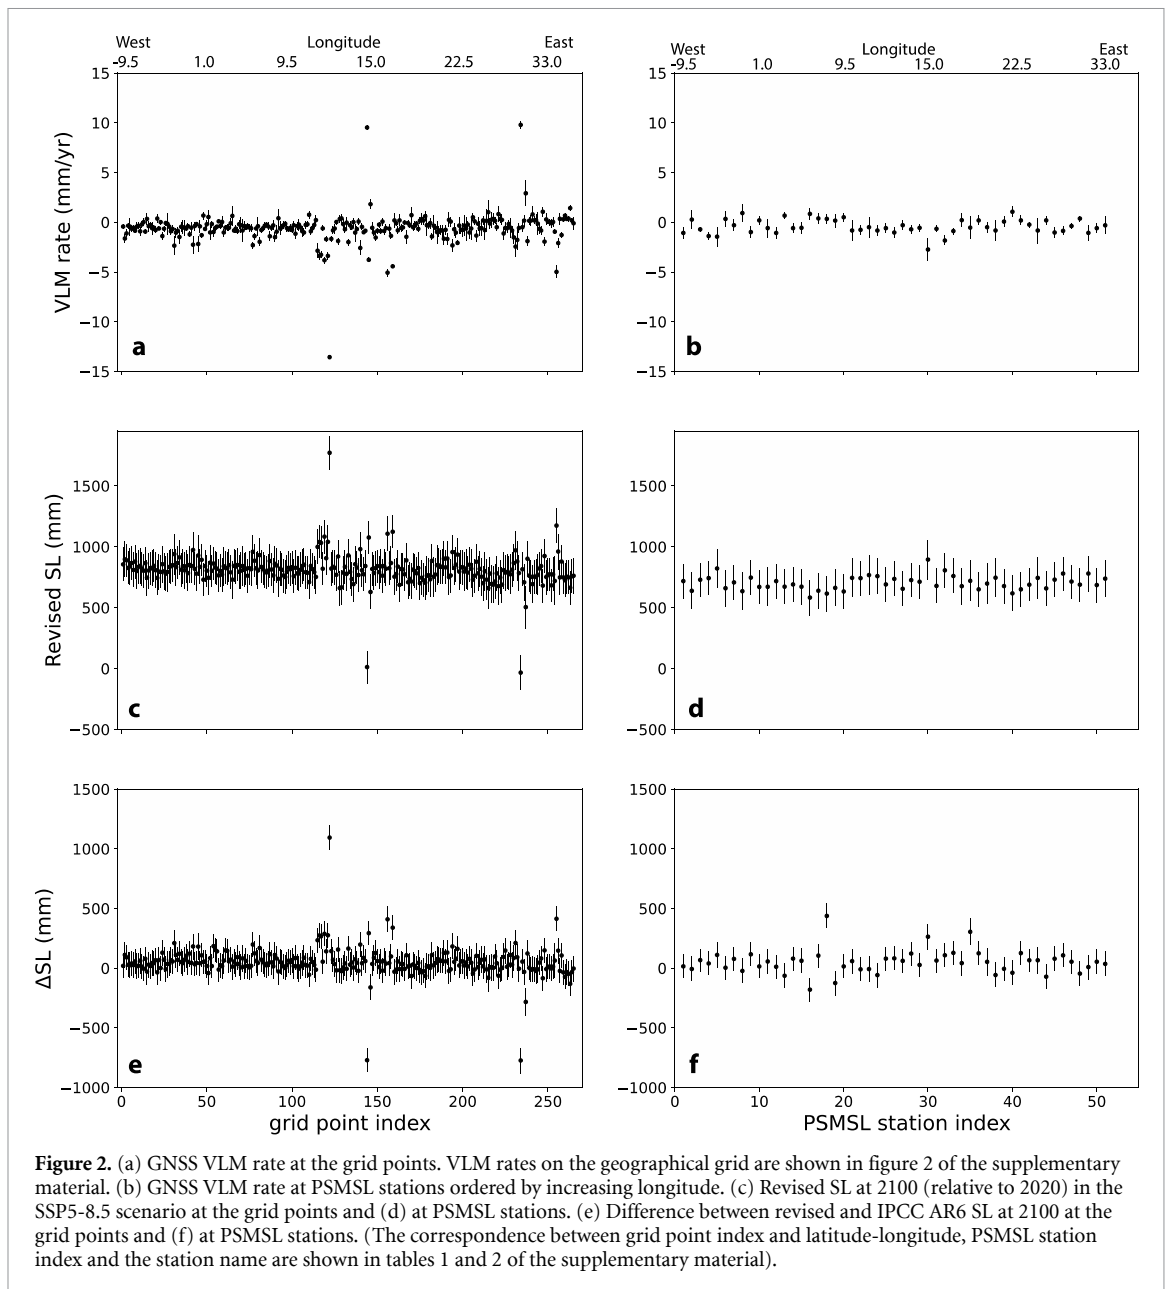 West Longitude East
-9.5 1.0 9.5 15.0 22.5 33.0
15
10
5
0
−5
−10
−15
VLM rate (mm/yr)
a
West Longitude East
-9.5 1.0 9.5 15.0 22.5 33.0
15
10
5
0
−5
−10
−15
b
1500
1000
500
0
−500
Revised SL (mm)
c
1500
1000
500
0
−500
d
1500
1000
500
0
−500
−1000
ΔSL (mm)
e
0 50 100 150 200 250
grid point index
1500
1000
500
0
−500
−1000
f
0 10 20 30 40 50
PSMSL station index
Figure 2. (a) GNSS VLM rate at the grid points. VLM rates on the geographical grid are shown in figure 2 of the supplementary
material. (b) GNSS VLM rate at PSMSL stations ordered by increasing longitude. (c) Revised SL at 2100 (relative to 2020) in the
SSP5-8.5 scenario at the grid points and (d) at PSMSL stations. (e) Difference between revised and IPCC AR6 SL at 2100 at the
grid points and (f) at PSMSL stations. (The correspondence between grid point index and latitude-longitude, PSMSL station
index and the station name are shown in tables 1 and 2 of the supplementary material).